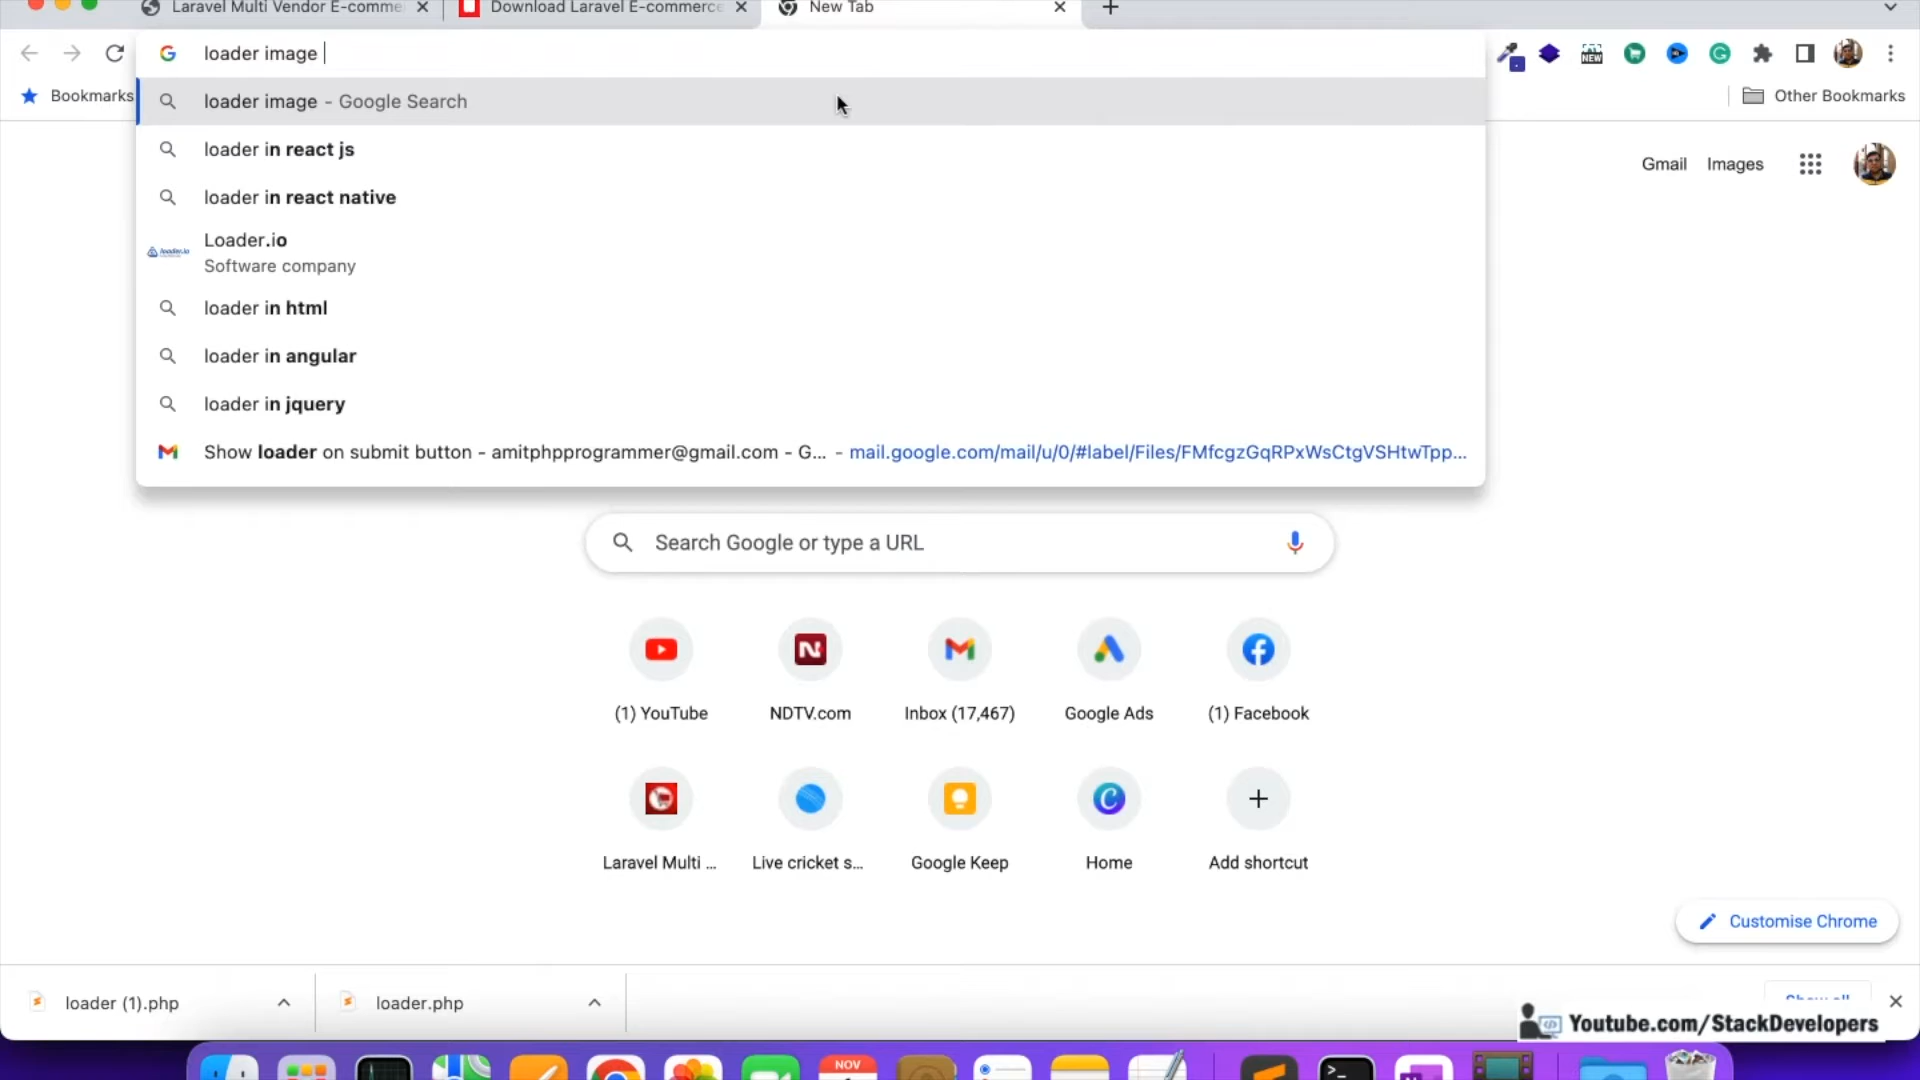 Laravel Multi Vendor E-comme
Download Laravel E-commerce
New Tab
loader image
Bookmarks
Other Bookmarks
NEW
loader image - Google Search
loader in react js
loader in react native
Loader.io
Software company
loader in html
loader in angular
loader in jquery
Show loader on submit button - amitphpprogrammer@gmail.com - G... - mail.google.com/mail/u/0/#label/Files/FMfcgzGqRPxWsCtgVSHtwTpp...
Gmail
Images
Search Google or type a URL
(1) YouTube
NDTV.com
Inbox (17,467)
Google Ads
(1) Facebook
Laravel Multi ...
Live cricket s...
Google Keep
Home
Add shortcut
Customise Chrome
loader (1).php
loader.php
Show all
Youtube.com/StackDevelopers
NOV